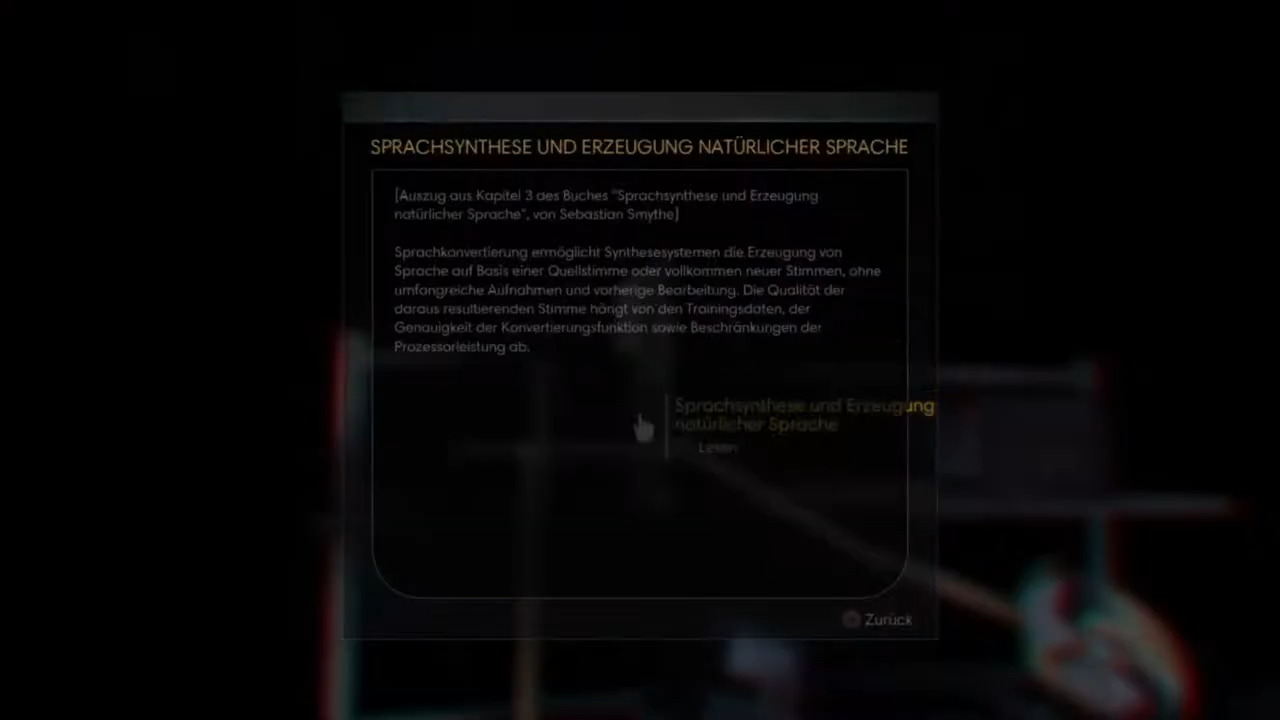 SPRACHSYNTHESE UND ERZEUGUNG NATÜRLICHER SPRACHE
[Auszug aus Kapitel 3 des Buches "Sprachsynthese und Erzeugung
natürlicher Sprache", von Sebastian Smythe]
Sprachkonvertierung ermöglicht Synthesesystemen die Erzeugung von
Sprache auf Basis einer Quellstimme oder vollkommen neuer Stimmen, ohne
umfangreiche Aufnahmen und vorherige Bearbeitung. Die Qualität der
daraus resultierenden Stimme hängt von den Trainingsdaten, der
Genauigkeit der Konvertierungsfunktion sowie Beschränkungen der
Prozessorleistung ab.
Sprachsynthese und Erzeugung
natürlicher Sprache
Lesen
Zurück